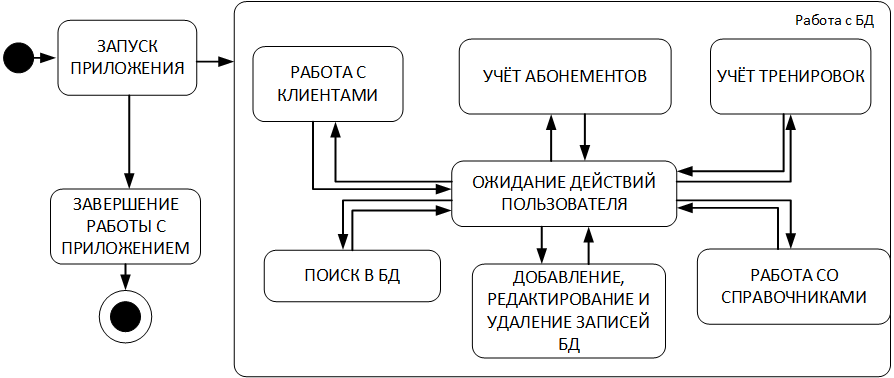 Работа с БД
ЗАПУСК
ПРИЛОЖЕНИЯ
РАБОТА С
КЛИЕНТАМИ
УЧЁТ АБОНЕМЕНТОВ
УЧЁТ ТРЕНИРОВОК
ОЖИДАНИЕ ДЕЙСТВИЙ
ПОЛЬЗОВАТЕЛЯ
ЗАВЕРШЕНИЕ
РАБОТЫ С
ПРИЛОЖЕНИЕМ
ПОИСК В БД
ДОБАВЛЕНИЕ,
РЕДАКТИРОВАНИЕ И
УДАЛЕНИЕ ЗАПИСЕЙ
БД
РАБОТА СО
СПРАВОЧНИКАМИ